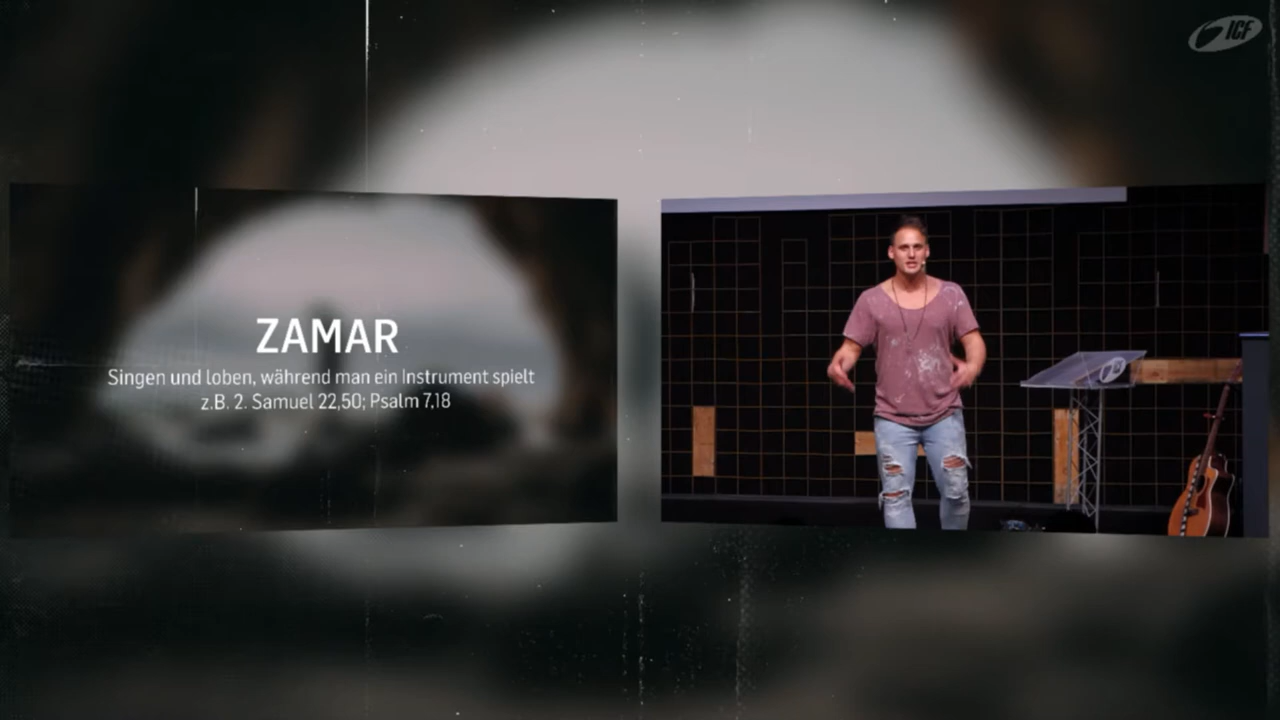 ICF
ZAMAR
Singen und loben, während man ein Instrument spielt
z.B. 2. Samuel 22,50; Psalm 7,18